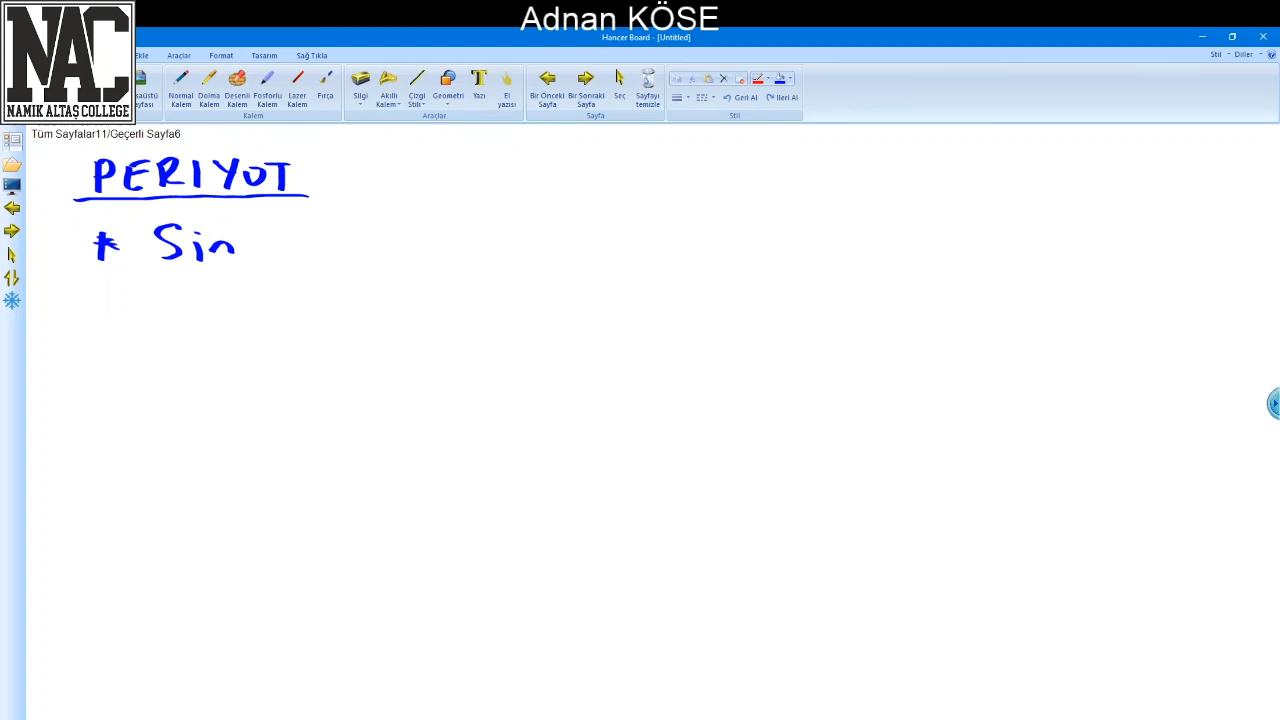 Adnan KÖSE
Hancer Board - [Untitled]
NAC
NAMIK ALTAŞ COLLEGE
Ekle Araçlar Format Tasarım Sağ Tıkla Stil Diller
Normal Kalem Dolma Kalem Desenli Kalem Fosforlu Kalem Lazer Kalem Fırça
Silgi Akıllı Kalem Çizgi Stili Geometri Yazı El yazısı
Bir Önceki Sayfa Bir Sonraki Sayfa Seç Sayfayı temizle
Geri Al İleri Al
Kalem Araçlar Sayfa Stil
Tüm Sayfalar11/Geçerli Sayfa6
PERIYOT
* Sin